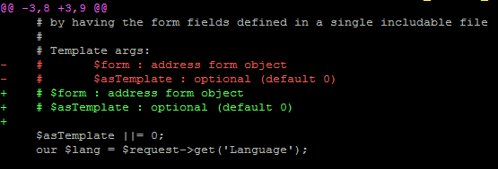 @@ -3,8 +3,9 @@
# by having the form fields defined in a single includable file
#
# Template args:
- #       $form : address form object
- #       $asTemplate : optional (default 0)
+ # $form : address form object
+ # $asTemplate : optional (default 0)
+
$asTemplate ||= 0;
our $lang = $request->get('Language');